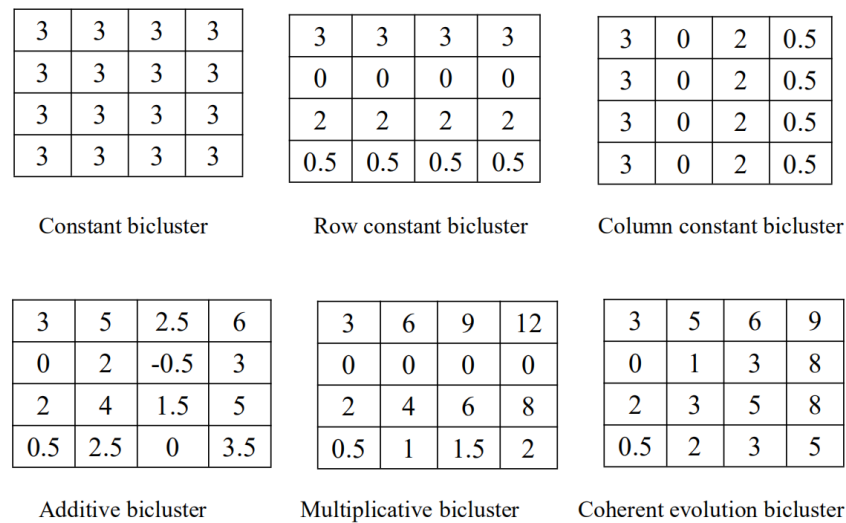 3 3 3 3
3 3 3 3
3 3 3 3
3 3 3 3
Constant bicluster
3 3 3 3
0 0 0 0
2 2 2 2
0.5 0.5 0.5 0.5
Row constant bicluster
3 0 2 0.5
3 0 2 0.5
3 0 2 0.5
3 0 2 0.5
Column constant bicluster
3 5 2.5 6
0 2 -0.5 3
2 4 1.5 5
0.5 2.5 0 3.5
Additive bicluster
3 6 9 12
0 0 0 0
2 4 6 8
0.5 1 1.5 2
Multiplicative bicluster
3 5 6 9
0 1 3 8
2 3 5 8
0.5 2 3 5
Coherent evolution bicluster